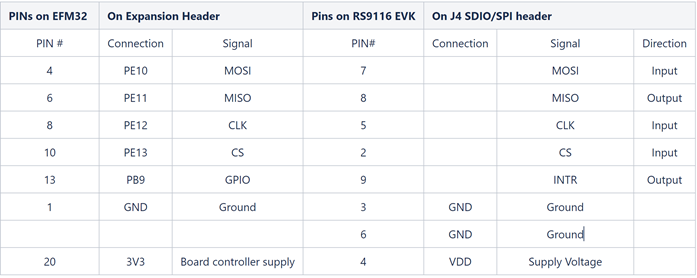 PINs on EFM32 On Expansion Header Pins on RS9116 EVK On J4 SDIO/SPI header
PIN # Connection Signal PIN# Connection Signal Direction
4 PE10 MOSI 7 MOSI Input
6 PE11 MISO 8 MISO Output
8 PE12 CLK 5 CLK Input
10 PE13 CS 2 CS Input
13 PB9 GPIO 9 INTR Output
1 GND Ground 3 GND Ground
6 GND Ground
20 3V3 Board controller supply 4 VDD Supply Voltage